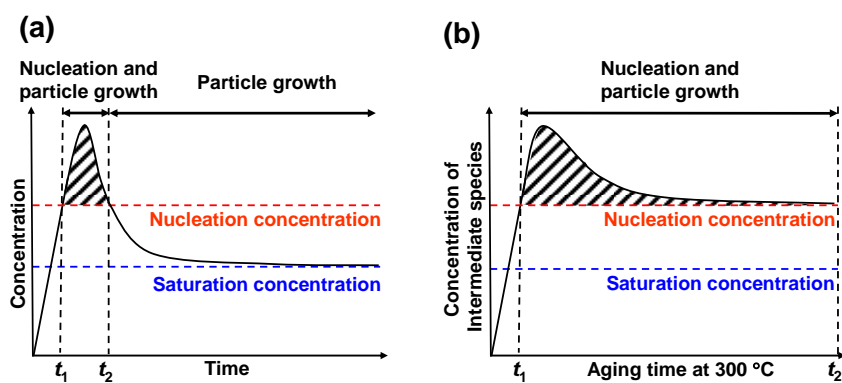 (a)
Nucleation and
particle growth
Particle growth
Concentration
Nucleation concentration
Saturation concentration
t1
t2
Time
(b)
Nucleation and
particle growth
Concentration of
Intermediate species
Nucleation concentration
Saturation concentration
t1
Aging time at 300 °C
t2